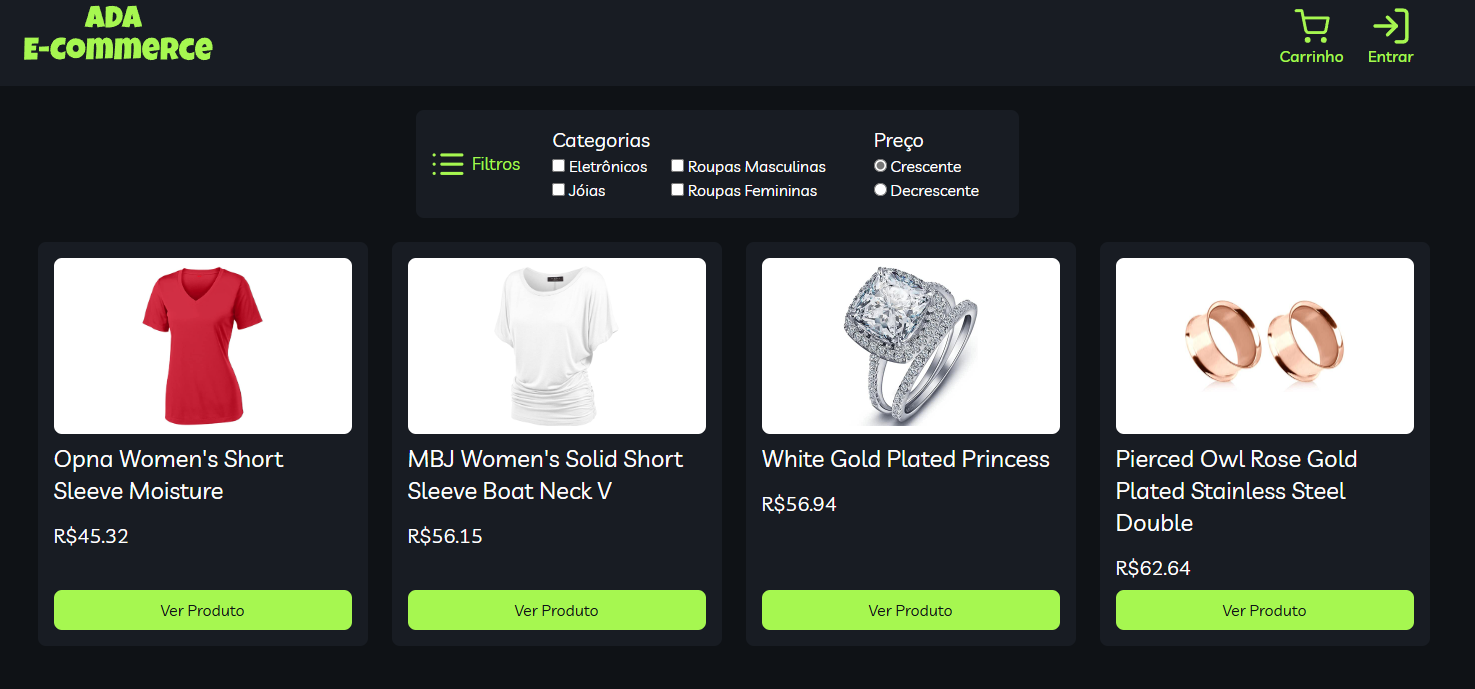 ADA
E-COMMERCE
Carrinho
Entrar
Filtros
Categorias
Eletrônicos
Roupas Masculinas
Jóias
Roupas Femininas
Preço
Crescente
Decrescente
Opna Women's Short
Sleeve Moisture
R$45.32
Ver Produto
MBJ Women's Solid Short
Sleeve Boat Neck V
R$56.15
Ver Produto
White Gold Plated Princess
R$56.94
Ver Produto
Pierced Owl Rose Gold
Plated Stainless Steel
Double
R$62.64
Ver Produto